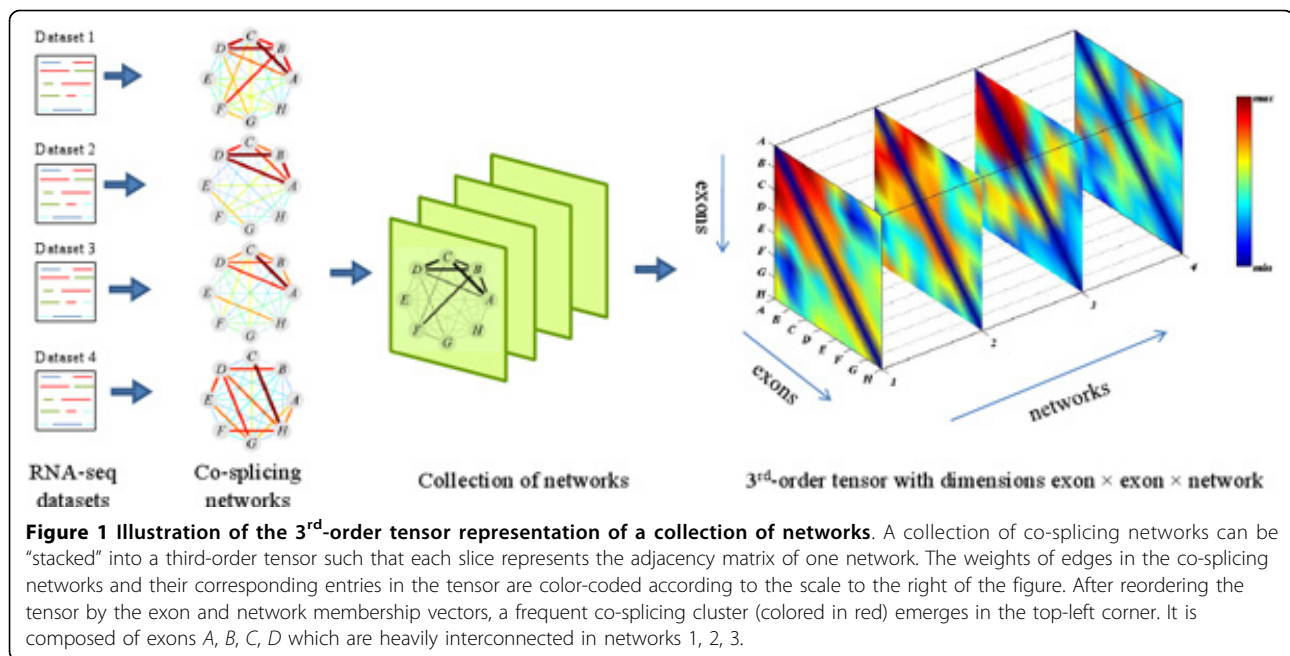 Dataset 1
Dataset 2
Dataset 3
Dataset 4
C
D B
E A
F H
G
C
D B
E A
F H
G
C
D B
E A
F H
G
C
D B
E A
F H
G
C
D B
E A
F H
G
A
B
C
D
E
F
G
H
exons
A
B
C
D
E
F
G
H
exons
1
2
3
4
networks
max
min
RNA-seq
datasets
Co-splicing
networks
Collection of networks
3rd-order tensor with dimensions exon × exon × network
Figure 1 Illustration of the 3rd-order tensor representation of a collection of networks. A collection of co-splicing networks can be
“stacked” into a third-order tensor such that each slice represents the adjacency matrix of one network. The weights of edges in the co-splicing
networks and their corresponding entries in the tensor are color-coded according to the scale to the right of the figure. After reordering the
tensor by the exon and network membership vectors, a frequent co-splicing cluster (colored in red) emerges in the top-left corner. It is
composed of exons A, B, C, D which are heavily interconnected in networks 1, 2, 3.